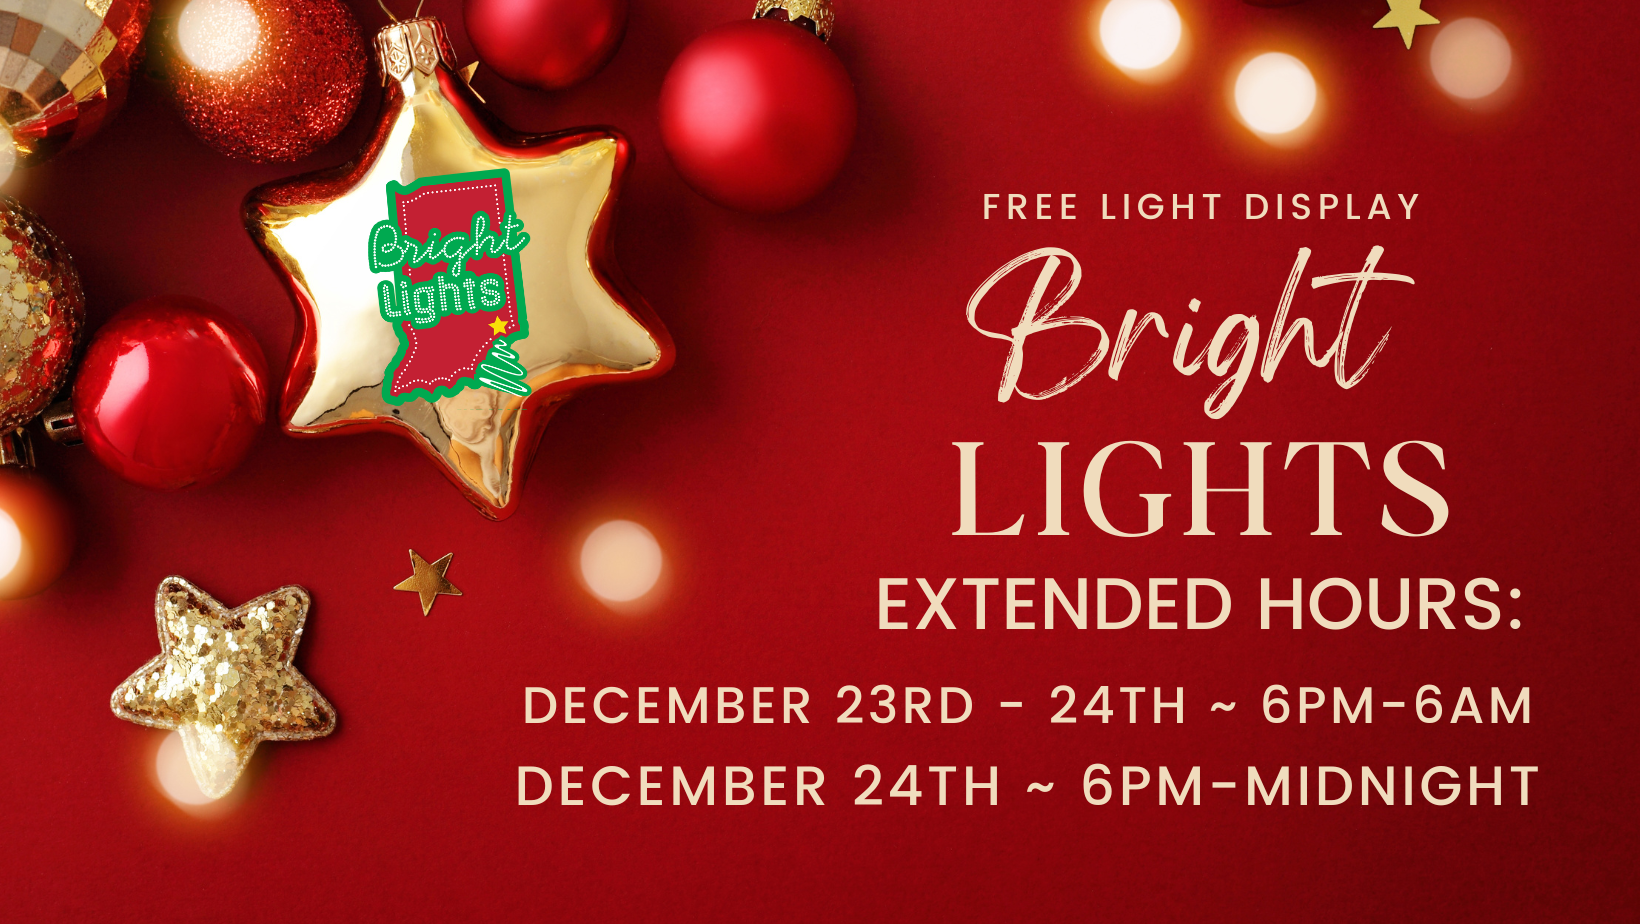 Bright
Lights
FREE LIGHT DISPLAY
Bright
LIGHTS
EXTENDED HOURS:
DECEMBER 23RD - 24TH ~ 6PM-6AM
DECEMBER 24TH ~ 6PM-MIDNIGHT